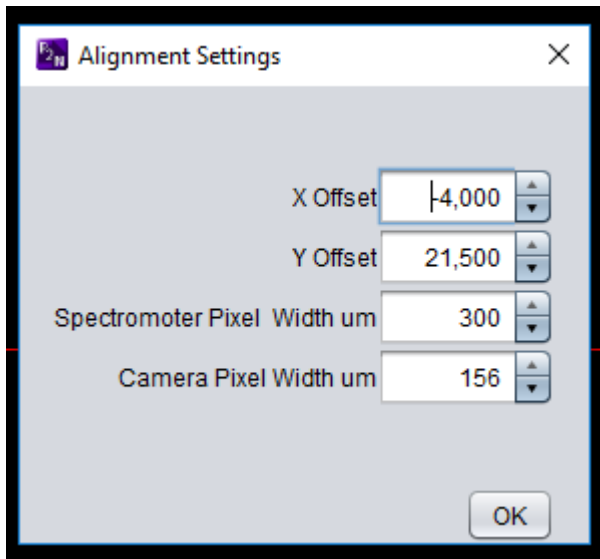 P2N Alignment Settings
X Offset -4,000
Y Offset 21,500
Spectromoter Pixel Width um 300
Camera Pixel Width um 156
OK